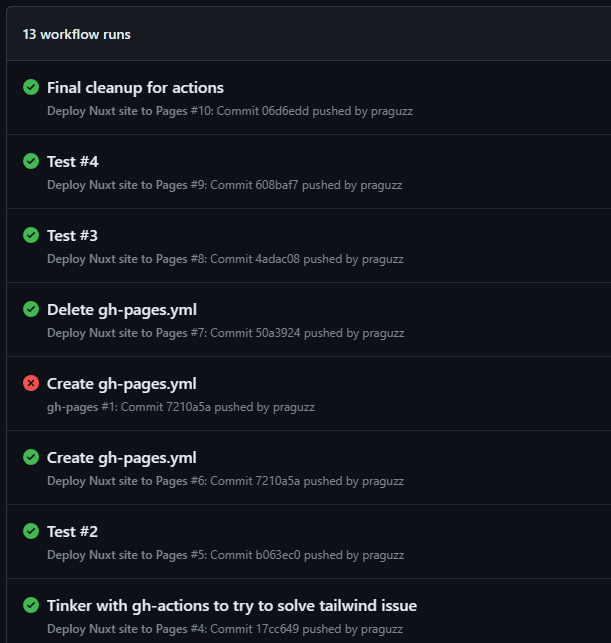 13 workflow runs
Final cleanup for actions
Deploy Nuxt site to Pages #10: Commit 06d6edd pushed by praguzz
Test #4
Deploy Nuxt site to Pages #9: Commit 608baf7 pushed by praguzz
Test #3
Deploy Nuxt site to Pages #8: Commit 4adac08 pushed by praguzz
Delete gh-pages.yml
Deploy Nuxt site to Pages #7: Commit 50a3924 pushed by praguzz
Create gh-pages.yml
gh-pages #1: Commit 7210a5a pushed by praguzz
Create gh-pages.yml
Deploy Nuxt site to Pages #6: Commit 7210a5a pushed by praguzz
Test #2
Deploy Nuxt site to Pages #5: Commit b063ec0 pushed by praguzz
Tinker with gh-actions to try to solve tailwind issue
Deploy Nuxt site to Pages #4: Commit 17cc649 pushed by praguzz